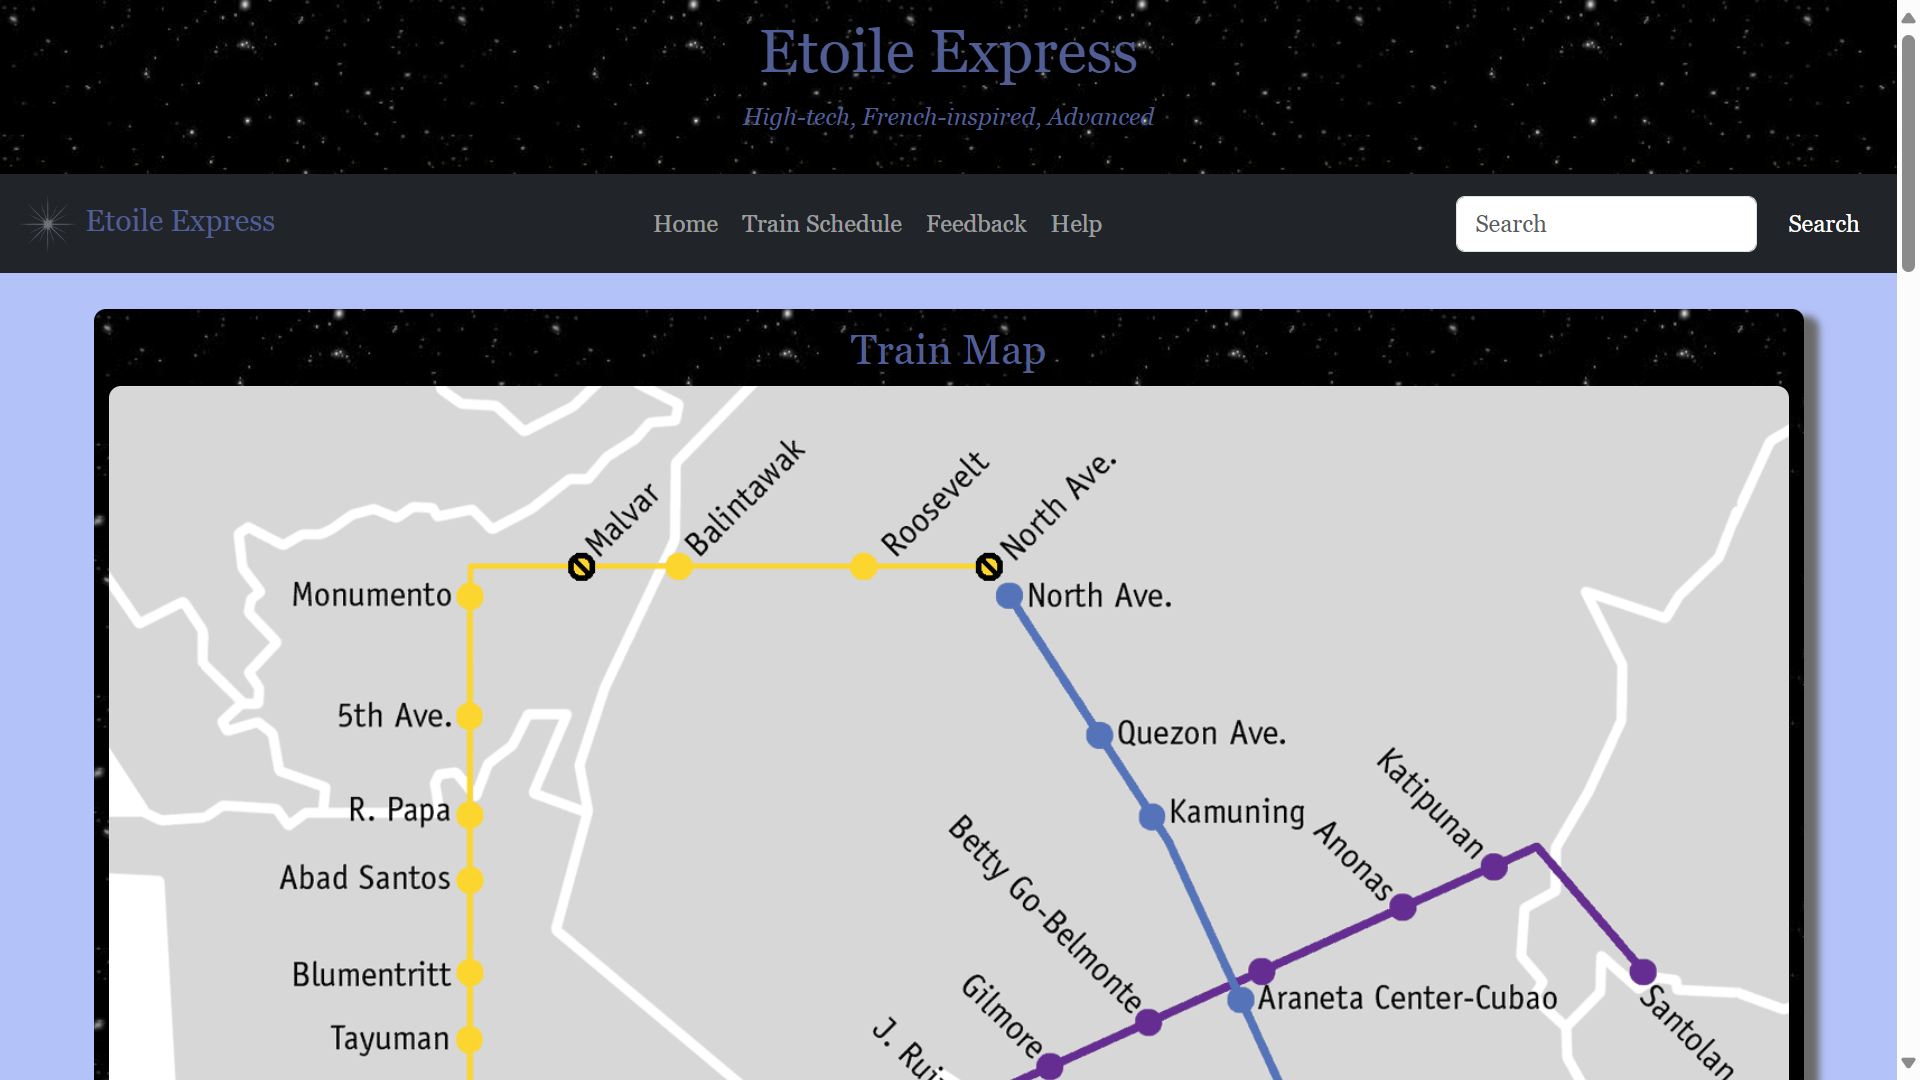 Etoile Express
High-tech, French-inspired, Advanced
Etoile Express
Home Train Schedule Feedback Help
Search Search
Train Map
Malvar
Balintawak
Roosevelt
North Ave.
Monumento
North Ave.
5th Ave.
Quezon Ave.
R. Papa
Kamuning
Katipunan
Anonas
Betty Go-Belmonte
Abad Santos
Blumentritt
Gilmore
Araneta Center-Cubao
Santolan
Tayuman
J.